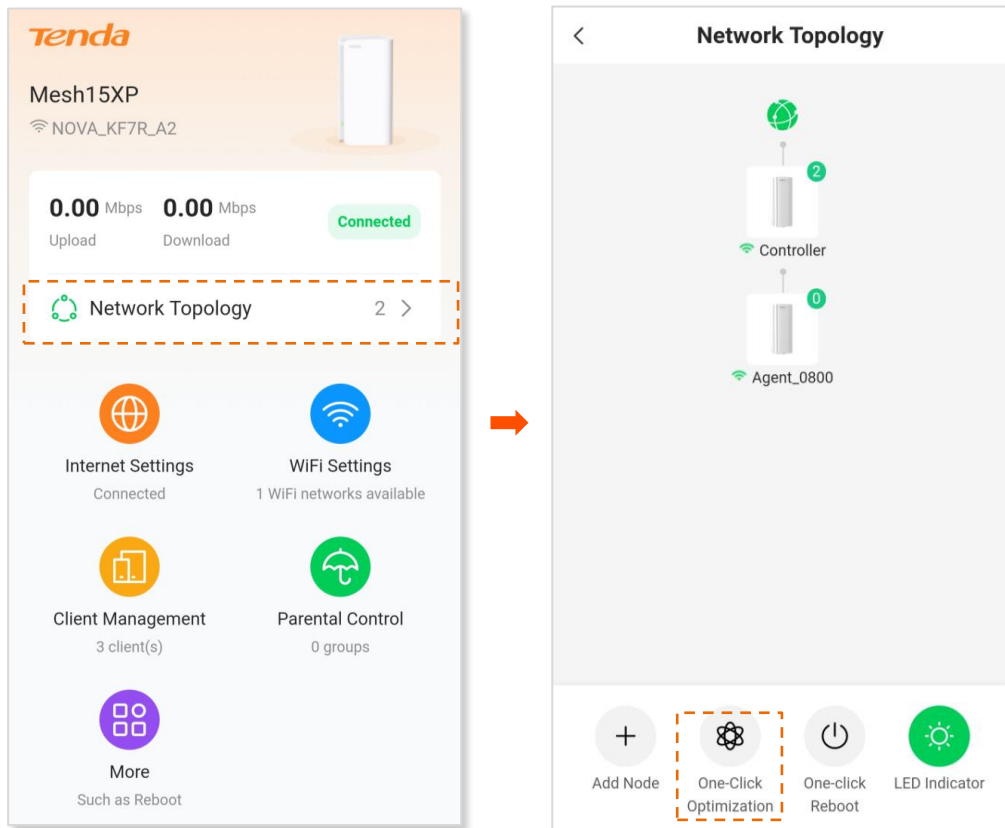 Tenda
Mesh15XP
NOVA_KF7R_A2
0.00 Mbps 0.00 Mbps
Upload Download
Connected
Network Topology 2
Internet Settings
Connected
WiFi Settings
1 WiFi networks available
Client Management
3 client(s)
Parental Control
0 groups
More
Such as Reboot
Network Topology
2
Controller
0
Agent_0800
Add Node
One-Click
Optimization
One-click
Reboot
LED Indicator